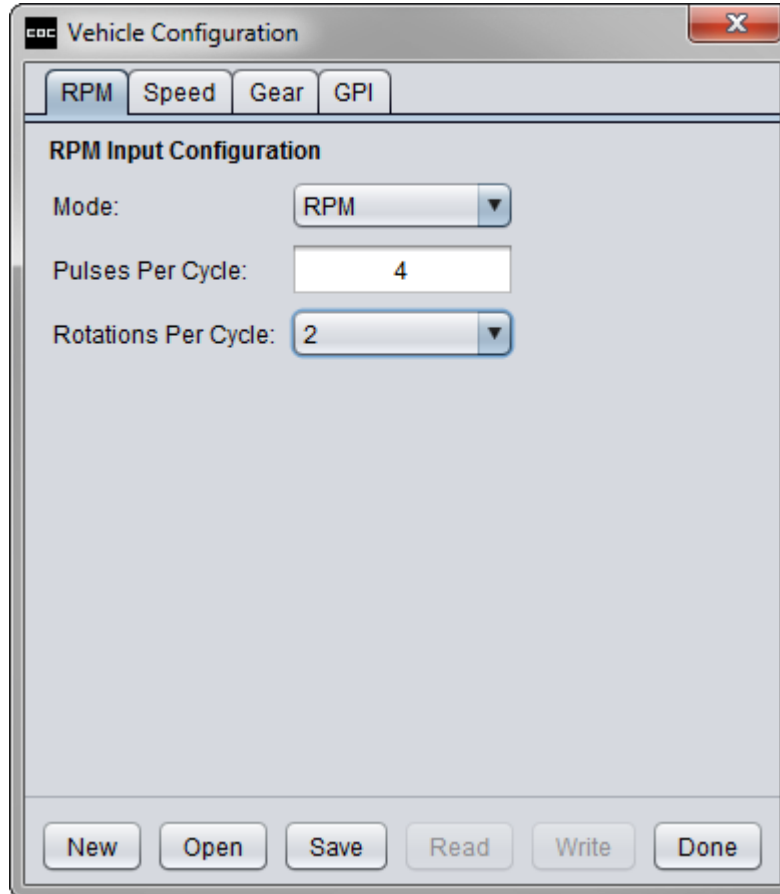 COC Vehicle Configuration
RPM Speed Gear GPI
RPM Input Configuration
Mode: RPM
Pulses Per Cycle: 4
Rotations Per Cycle: 2
New Open Save Read Write Done